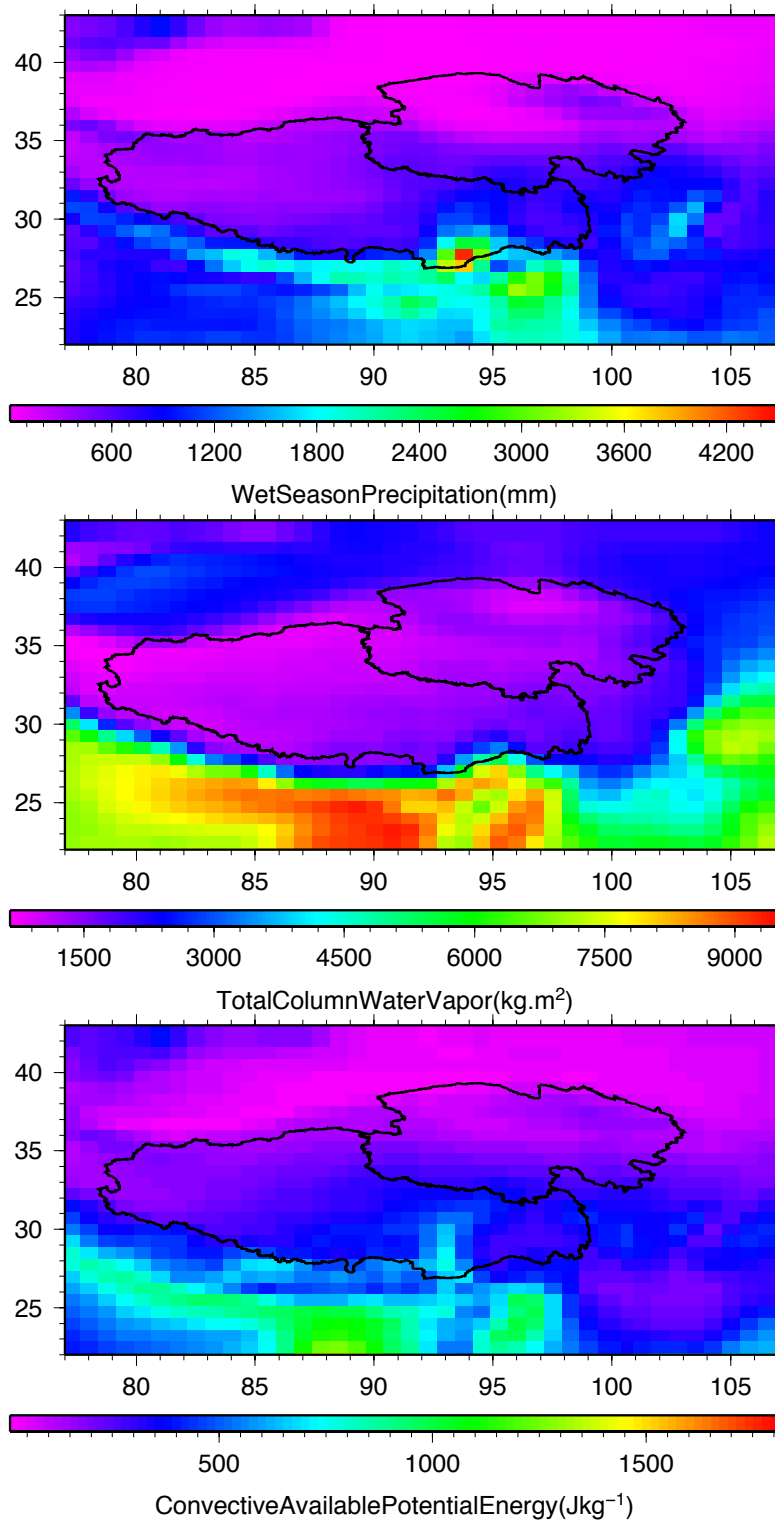 40
35
30
25
80 85 90 95 100 105
600 1200 1800 2400 3000 3600 4200
WetSeasonPrecipitation(mm)
40
35
30
25
80 85 90 95 100 105
1500 3000 4500 6000 7500 9000
TotalColumnWaterVapor(kg.m²)
40
35
30
25
80 85 90 95 100 105
500 1000 1500
ConvectiveAvailablePotentialEnergy(Jkg⁻¹)